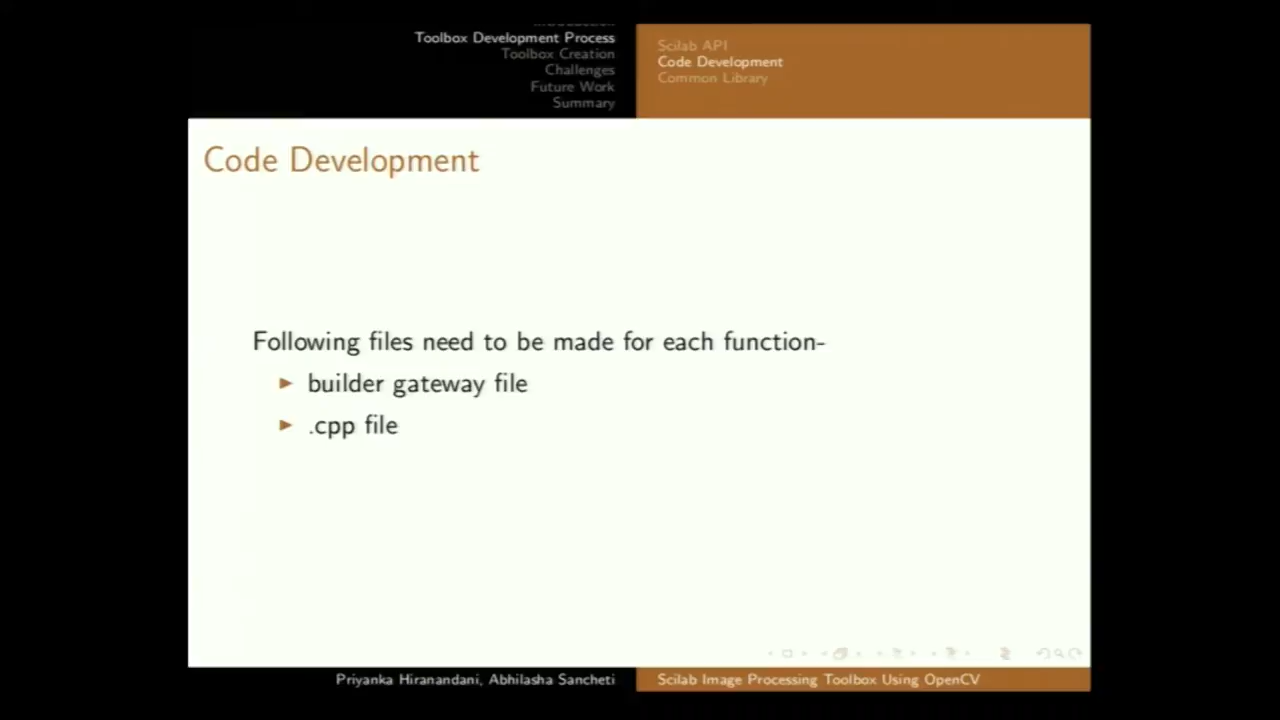 Toolbox Development Process
Toolbox Creation
Challenges
Future Work
Summary
Scilab API
Code Development
Common Library
Code Development
Following files need to be made for each function-
builder gateway file
.cpp file
Priyanka Hiranandani, Abhilasha Sancheti
Scilab Image Processing Toolbox Using OpenCV